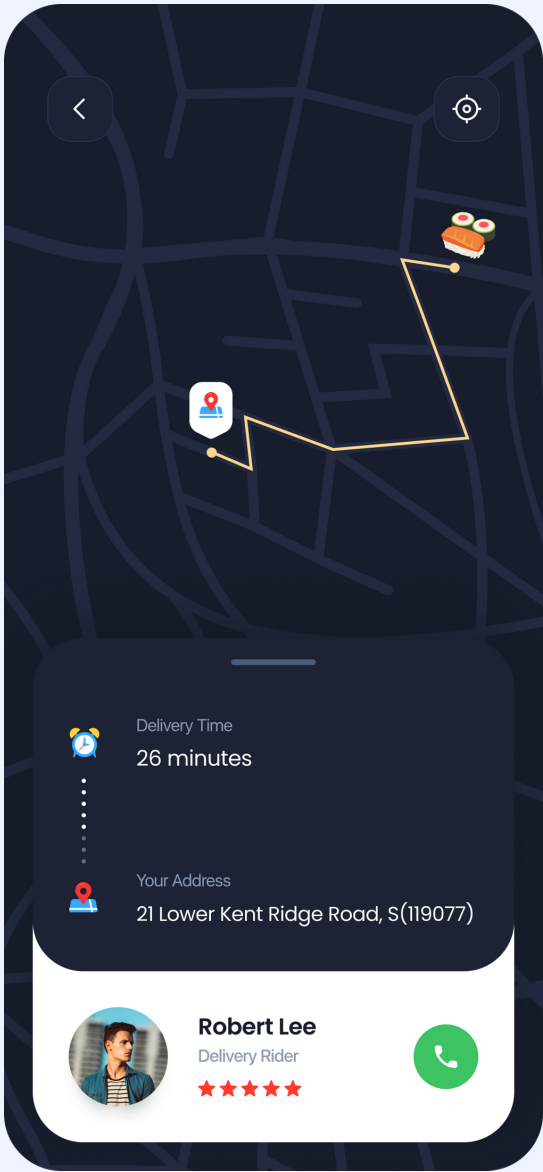 Delivery Time
26 minutes
Your Address
21 Lower Kent Ridge Road, S(119077)
Robert Lee
Delivery Rider